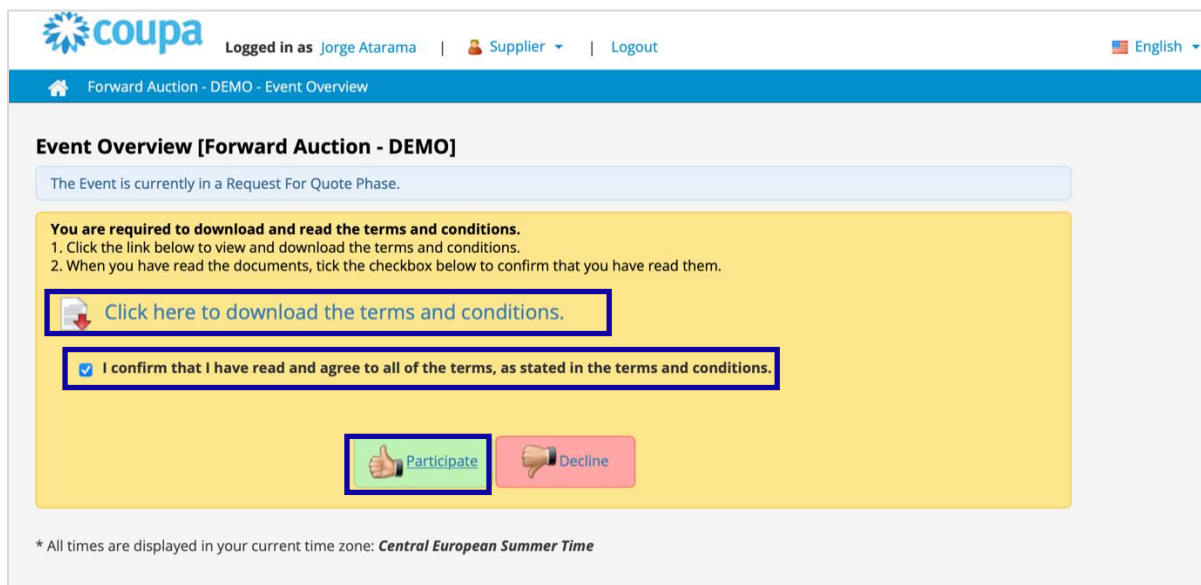 coupa
Logged in as Jorge Atarama | Supplier | Logout
English
Forward Auction - DEMO - Event Overview
Event Overview [Forward Auction - DEMO]
The Event is currently in a Request For Quote Phase.
You are required to download and read the terms and conditions.
1. Click the link below to view and download the terms and conditions.
2. When you have read the documents, tick the checkbox below to confirm that you have read them.
Click here to download the terms and conditions.
I confirm that I have read and agree to all of the terms, as stated in the terms and conditions.
Participate
Decline
* All times are displayed in your current time zone: Central European Summer Time